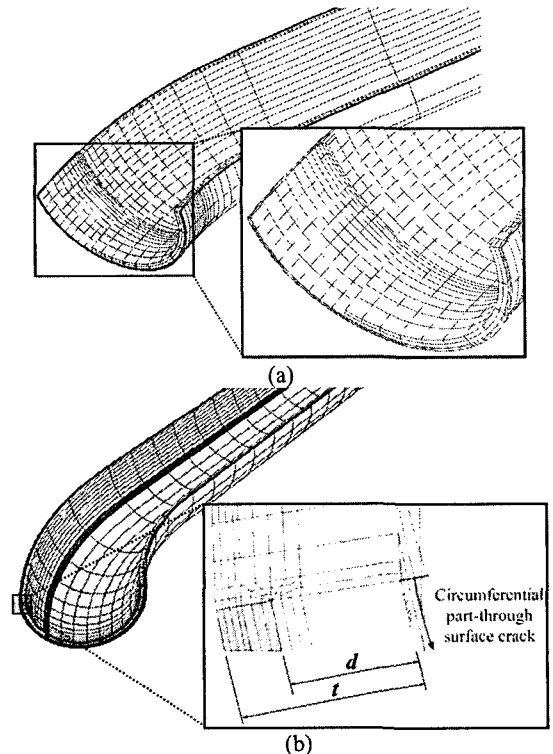 (a)
Circumferential
part-through
surface crack
d
t
(b)